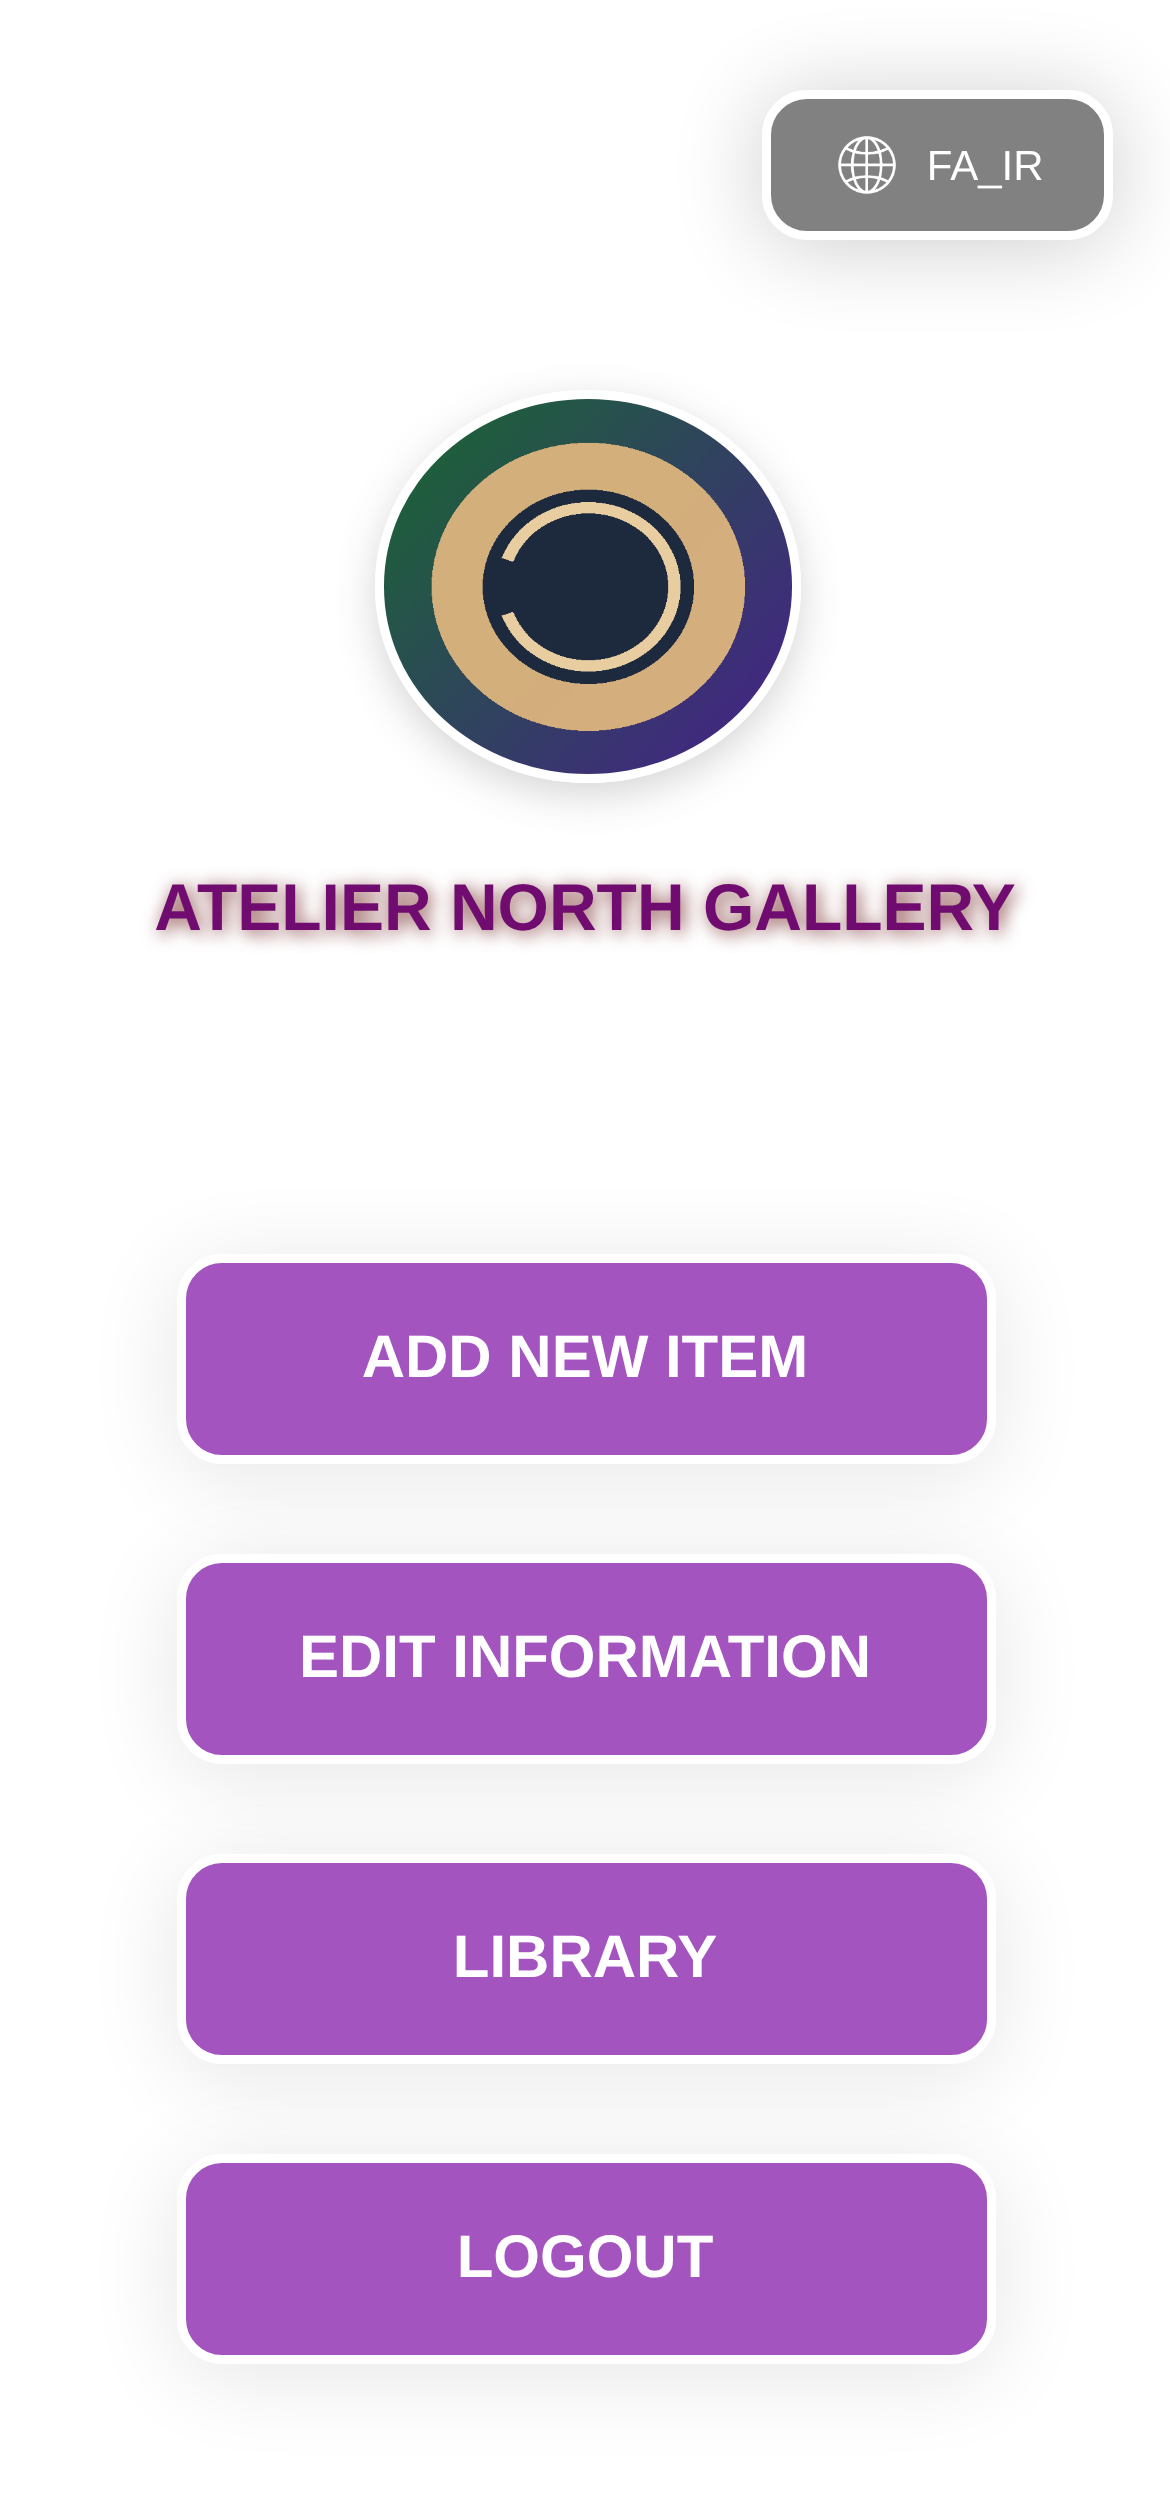 FA_IR
ATELIER NORTH GALLERY
ADD NEW ITEM
EDIT INFORMATION
LIBRARY
LOGOUT